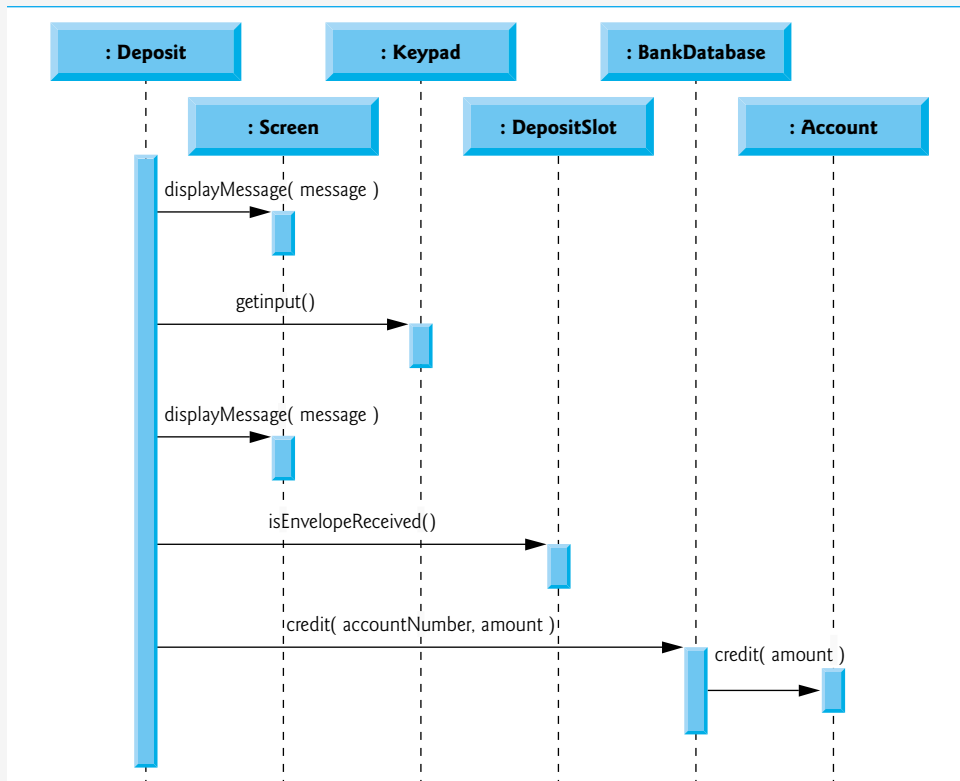 : Deposit
: Keypad
: BankDatabase
: Screen
: DepositSlot
: Account
displayMessage( message )
getinput()
displayMessage( message )
isEnvelopeReceived()
credit( accountNumber, amount )
credit( amount )